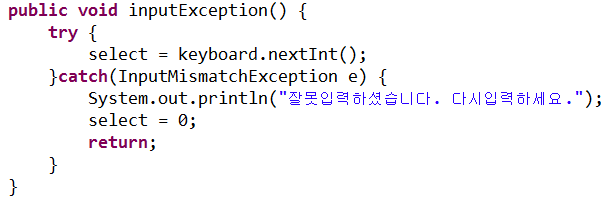 public void inputException() {
    try {
        select = keyboard.nextInt();
    }catch(InputMismatchException e) {
        System.out.println("잘못입력하셨습니다. 다시입력하세요.");
        select = 0;
        return;
    }
}